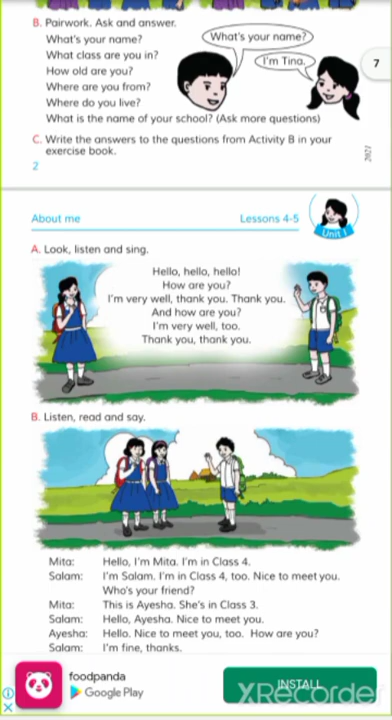 B. Pairwork. Ask and answer.
What's your name?
What class are you in?
How old are you?
Where are you from?
Where do you live?
What is the name of your school? (Ask more questions)
What's your name?
I'm Tina.
7
C. Write the answers to the questions from Activity B in your
exercise book.
2
2021
About me
Lessons 4-5
Unit 1
A. Look, listen and sing.
Hello, hello, hello!
How are you?
I'm very well, thank you. Thank you.
And how are you?
I'm very well, too.
Thank you, thank you.
B. Listen, read and say.
Mita: Hello, I'm Mita. I'm in Class 4.
Salam: I'm Salam. I'm in Class 4, too. Nice to meet you.
Who's your friend?
Mita: This is Ayesha. She's in Class 3.
Salam: Hello, Ayesha. Nice to meet you.
Ayesha: Hello. Nice to meet you, too. How are you?
Salam: I'm fine, thanks.
foodpanda
Google Play
INSTALL
XRecorder